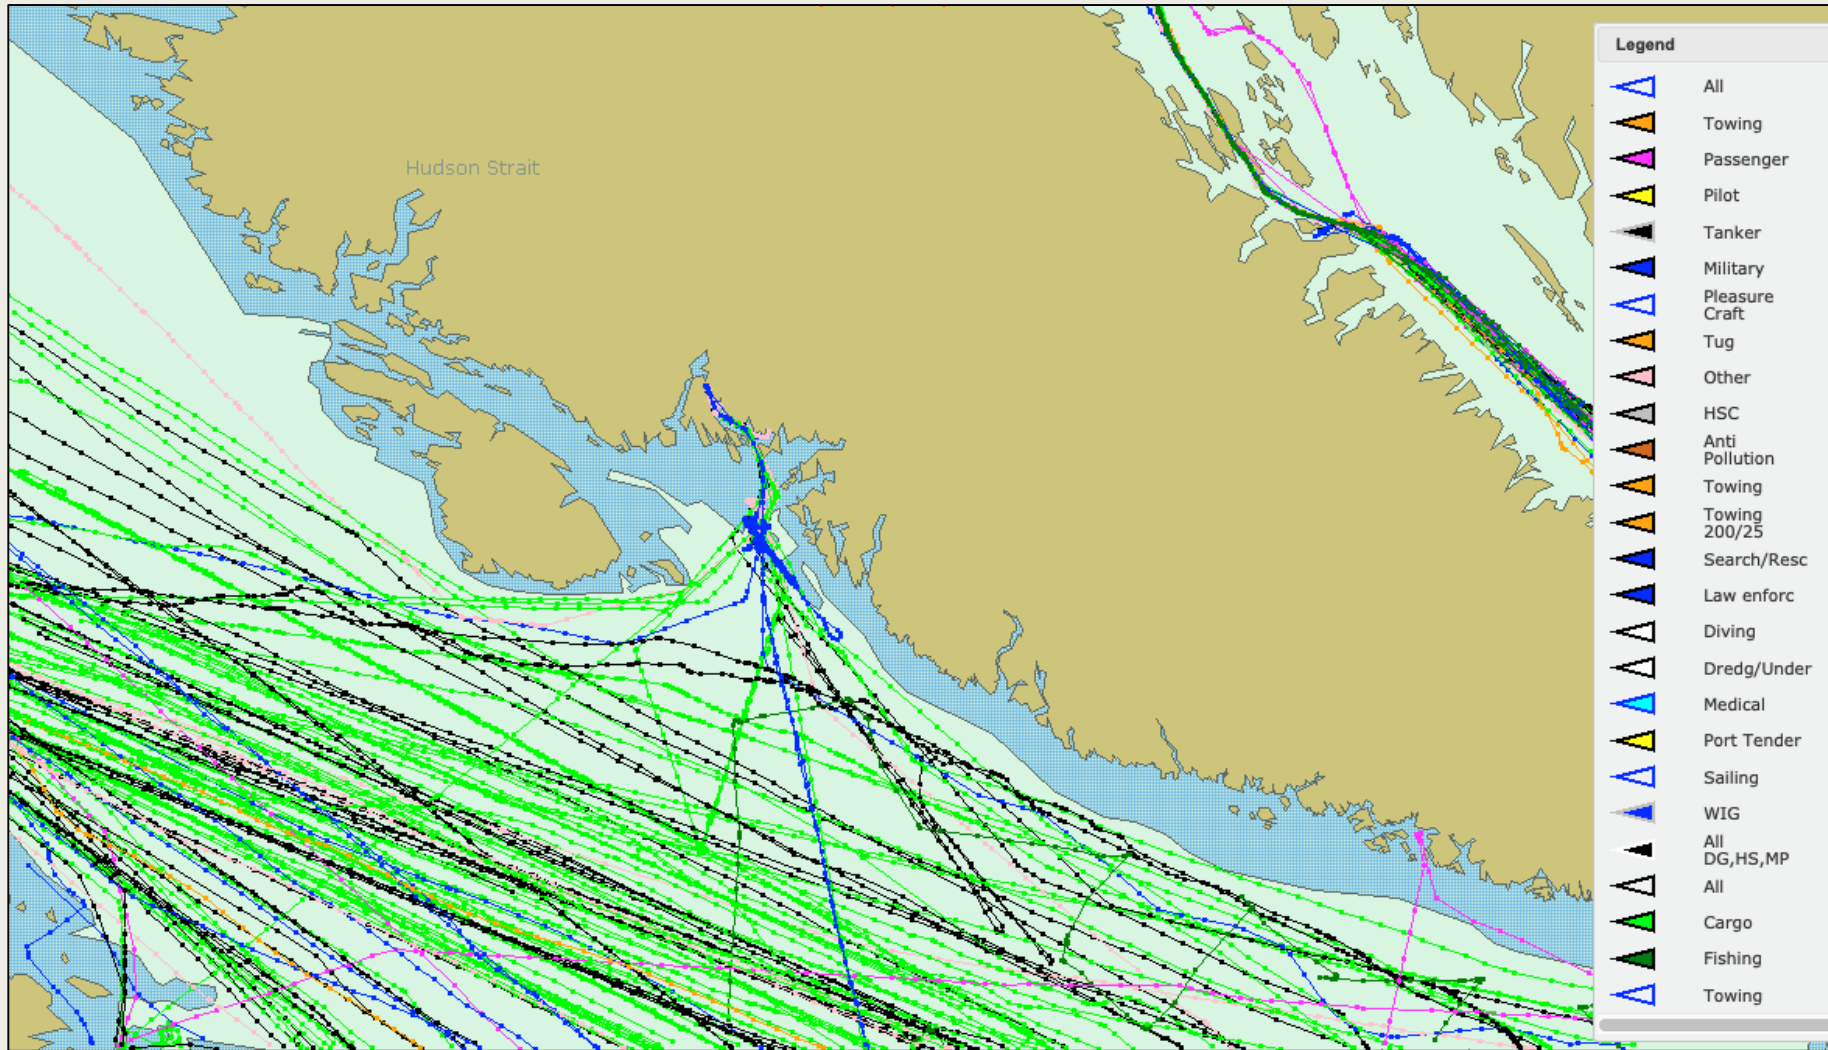 Hudson Strait
Legend
All
Towing
Passenger
Pilot
Tanker
Military
Pleasure
Craft
Tug
Other
HSC
Anti
Pollution
Towing
Towing
200/25
Search/Resc
Law enforc
Diving
Dredg/Under
Medical
Port Tender
Sailing
WIG
All
DG,HS,MP
All
Cargo
Fishing
Towing